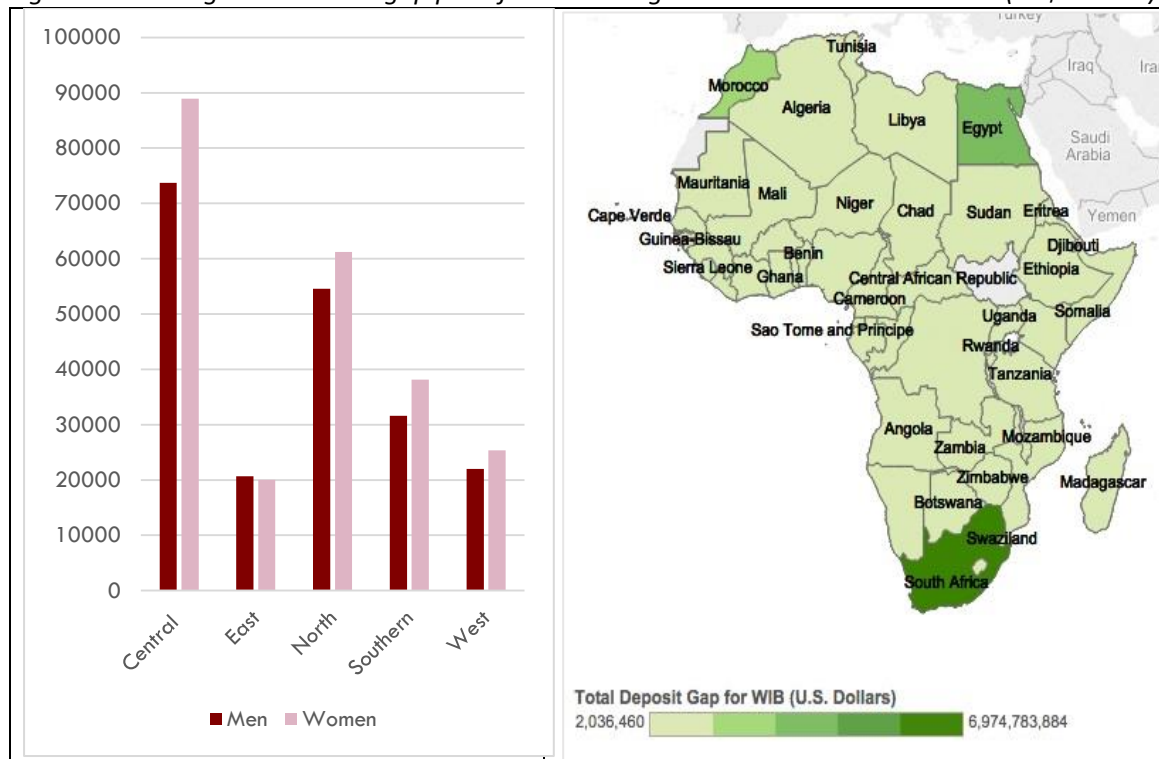 100000
90000
80000
70000
60000
50000
40000
30000
20000
10000
0
Central
East
North
Southern
West
Men
Women
Tunisia
Iraq
Morocco
Algeria
Libya
Egypt
Saudi
Arabia
Mauritania
Mali
Niger
Chad
Sudan
Eritrea
Yemen
Cape Verde
Guinea-Bissau
Benin
Djibouti
Sierra Leone
Ghana
Central African Republic
Ethiopia
Cameroon
Uganda
Somalia
Sao Tome and Principe
Rwanda
Tanzania
Angola
Zambia
Mozambique
Zimbabwe
Madagascar
Botswana
Swaziland
South Africa
Total Deposit Gap for WIB (U.S. Dollars)
2,036,460
6,974,783,884